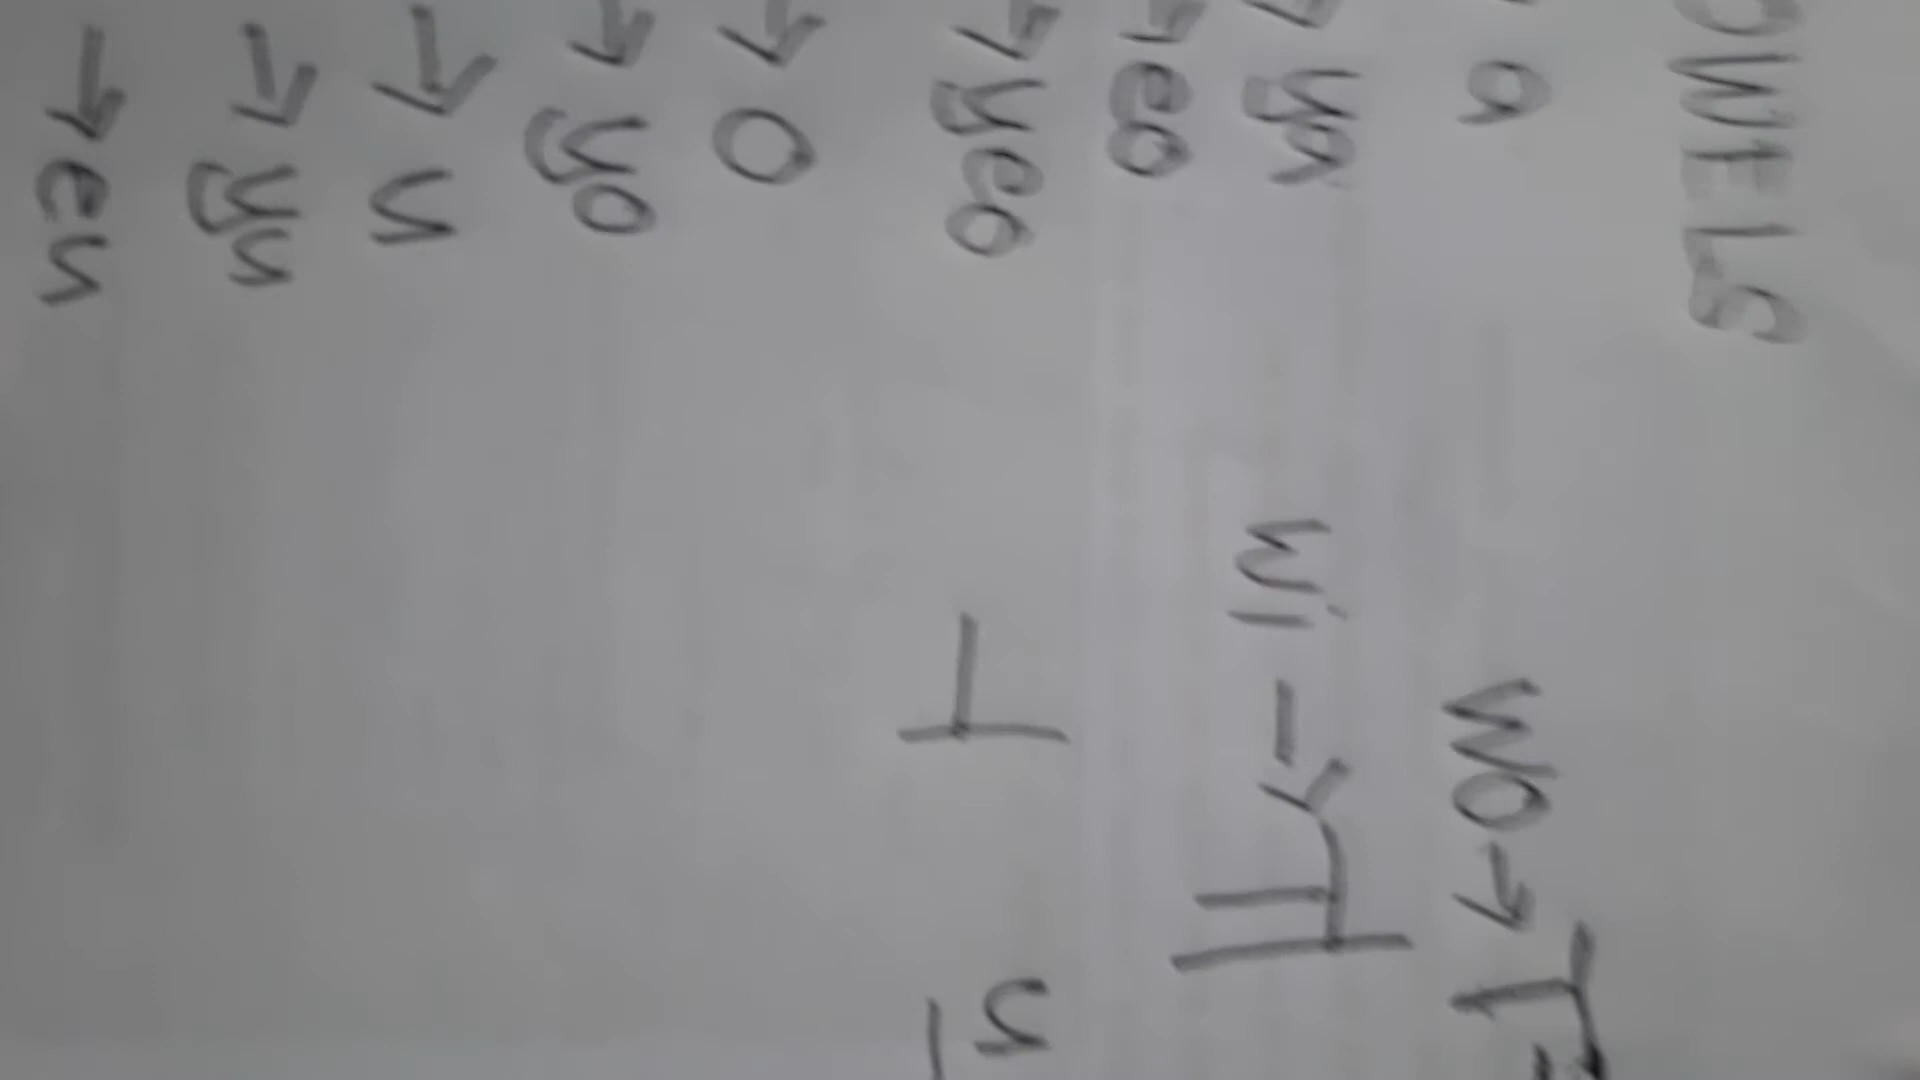 OWELS
a
→ ya
→ eo
→ yeo
→ o
→ yo
→ u
→ yu
→ eu
wo →
wi -
ㅓ
u